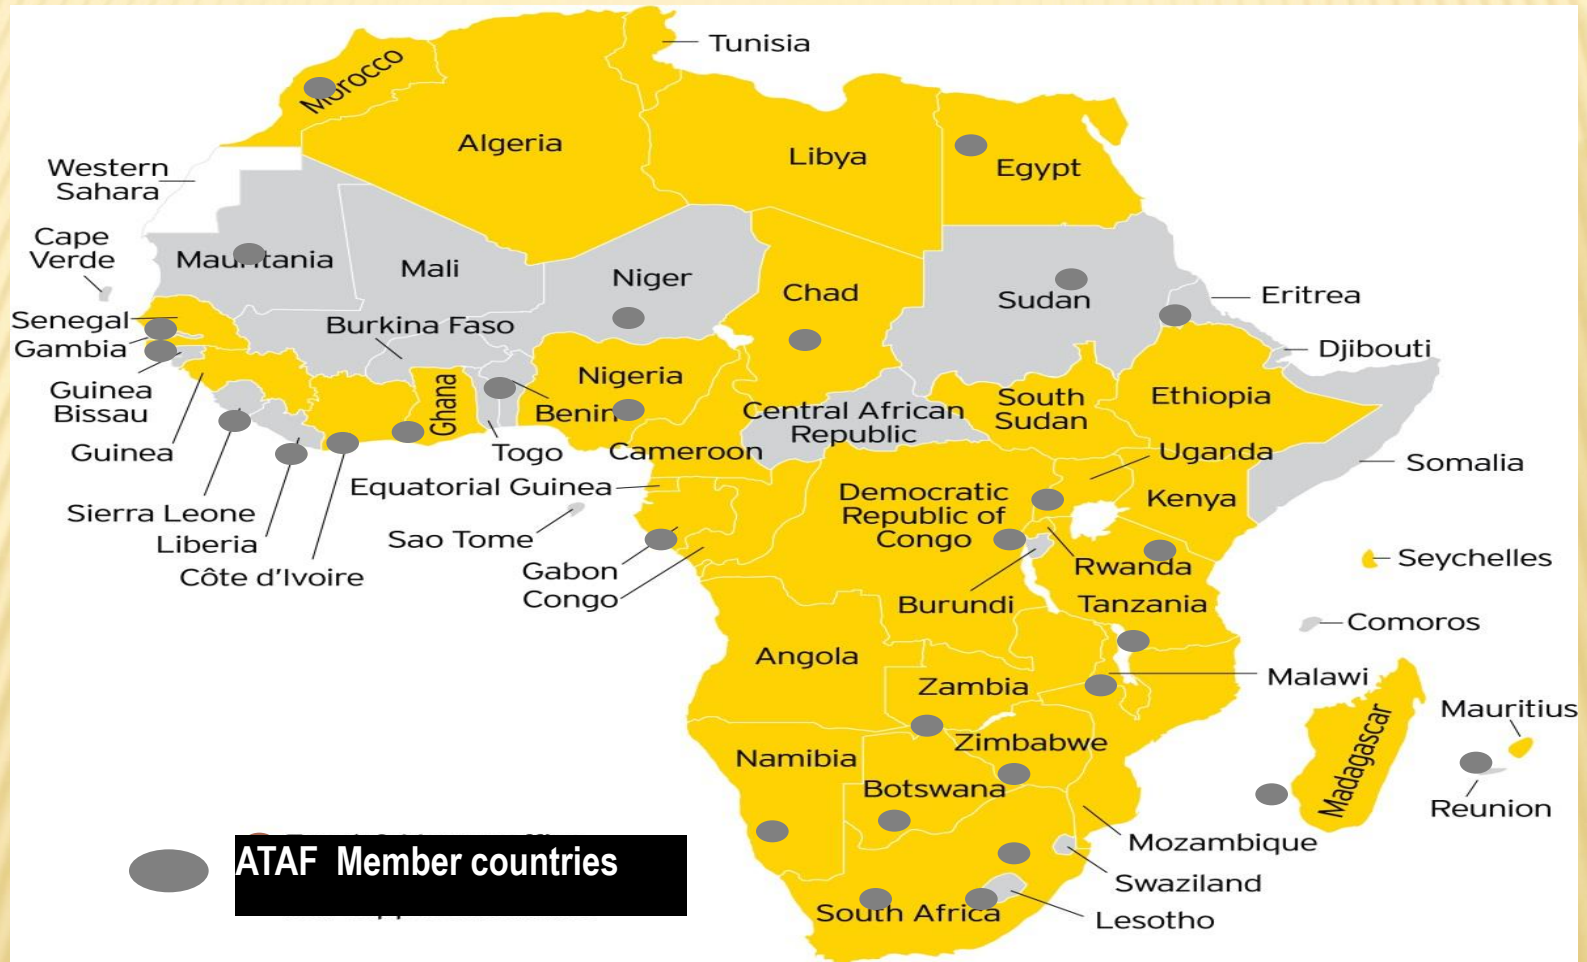 Tunisia
Morocco
Algeria
Libya
Egypt
Western
Sahara
Cape
Verde
Mauritania
Mali
Niger
Chad
Sudan
Eritrea
Senegal
Gambia
Burkina Faso
Djibouti
Guinea
Bissau
Guinea
Ghana
Benin
Nigeria
Central African
Republic
South
Sudan
Ethiopia
Togo
Cameroon
Uganda
Somalia
Sierra Leone
Liberia
Côte d'Ivoire
Equatorial Guinea
Sao Tome
Gabon
Congo
Democratic
Republic of
Congo
Kenya
Rwanda
Burundi
Tanzania
Seychelles
Comoros
Angola
Zambia
Malawi
Mauritius
Madagascar
Reunion
Namibia
Zimbabwe
Botswana
Mozambique
Swaziland
Lesotho
South Africa
ATAF Member countries